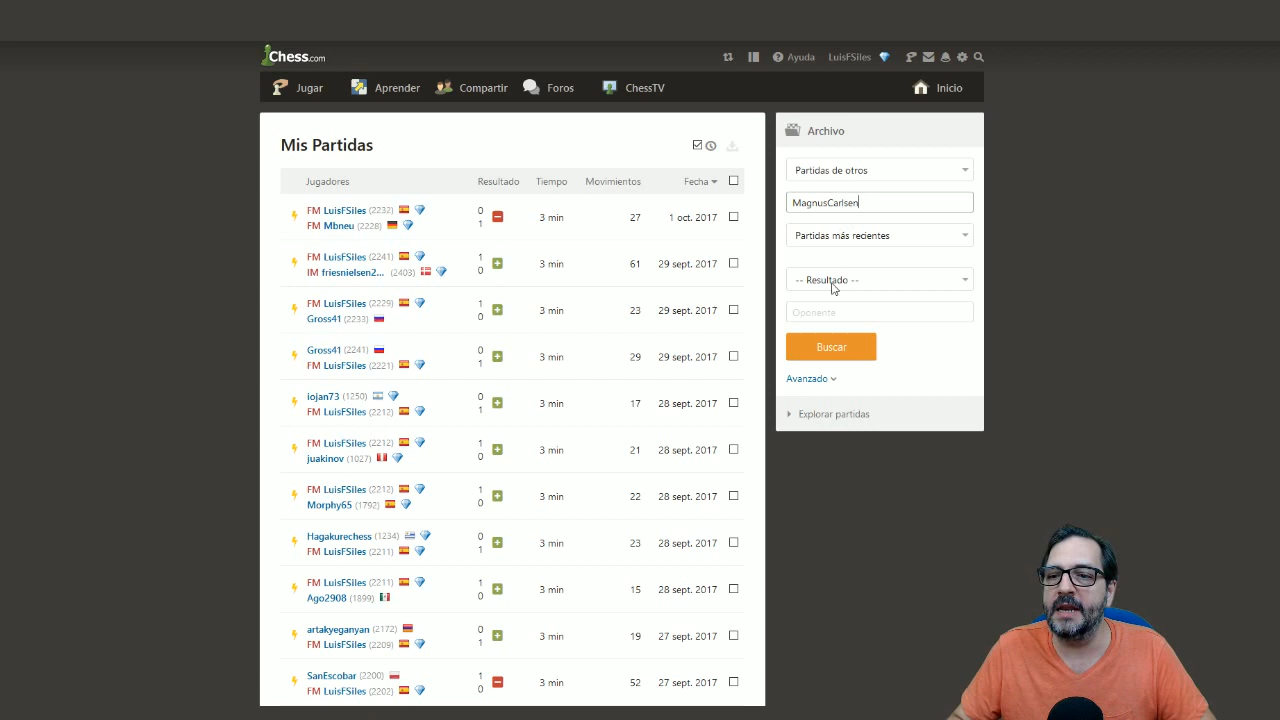 Chess.com
Ayuda LuisFSiles
Jugar Aprender Compartir Foros ChessTV Inicio
Mis Partidas
Jugadores Resultado Tiempo Movimientos Fecha
FM LuisFSiles (2232) 0
FM Mbneu (2228) 1
3 min 27 1 oct. 2017
FM LuisFSiles (2241) 1
IM friesnielsen2... (2403) 0
3 min 61 29 sept. 2017
FM LuisFSiles (2229) 1
Gross41 (2233) 0
3 min 23 29 sept. 2017
Gross41 (2241) 0
FM LuisFSiles (2221) 1
3 min 29 29 sept. 2017
iojan73 (1250) 0
FM LuisFSiles (2212) 1
3 min 17 28 sept. 2017
FM LuisFSiles (2212) 1
juakinov (1027) 0
3 min 21 28 sept. 2017
FM LuisFSiles (2212) 1
Morphy65 (1792) 0
3 min 22 28 sept. 2017
Hagakurechess (1234) 0
FM LuisFSiles (2211) 1
3 min 23 28 sept. 2017
FM LuisFSiles (2211) 1
Ago2908 (1899) 0
3 min 15 28 sept. 2017
artakyeganyan (2172) 0
FM LuisFSiles (2209) 1
3 min 19 27 sept. 2017
SanEscobar (2200) 1
FM LuisFSiles (2202) 0
3 min 52 27 sept. 2017
Archivo
Partidas de otros
MagnusCarlsen
Partidas más recientes
-- Resultado --
Oponente
Buscar
Avanzado
Explorar partidas